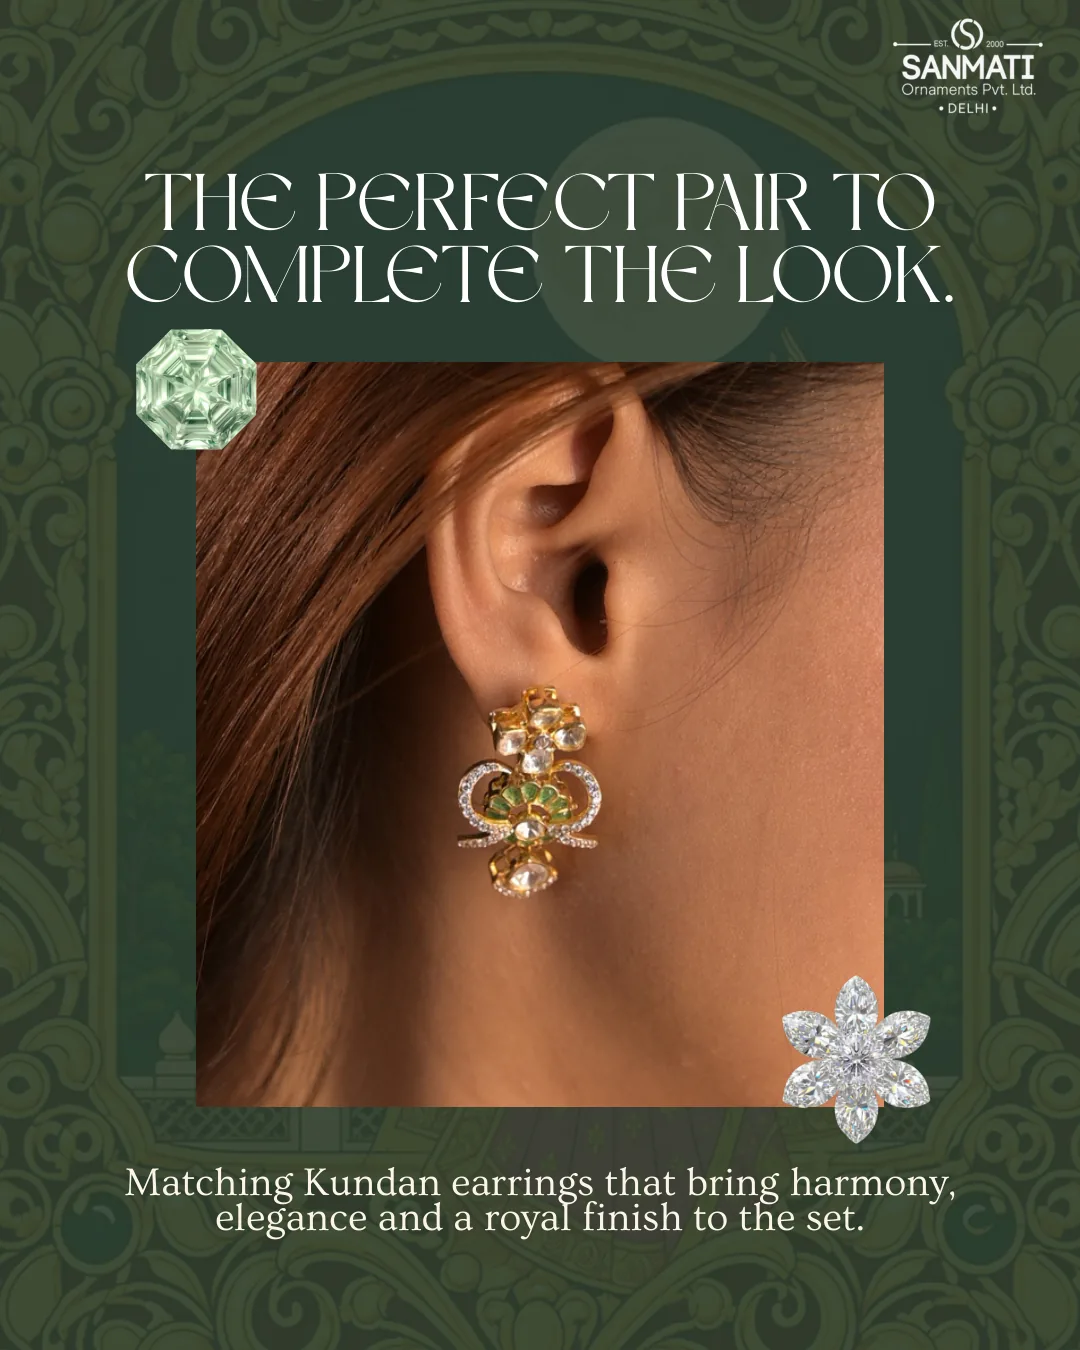 EST. 2000
SANMATI
Ornaments Pvt. Ltd.
• DELHI •
THE PERFECT PAIR TO
COMPLETE THE LOOK.
Matching Kundan earrings that bring harmony,
elegance and a royal finish to the set.